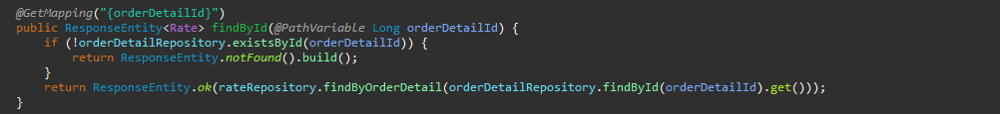 @GetMapping("{orderDetailId}")
public ResponseEntity<Rate> findById(@PathVariable Long orderDetailId) {
    if (!orderDetailRepository.existsById(orderDetailId)) {
        return ResponseEntity.notFound().build();
    }
    return ResponseEntity.ok(rateRepository.findByOrderDetail(orderDetailRepository.findById(orderDetailId).get()));
}